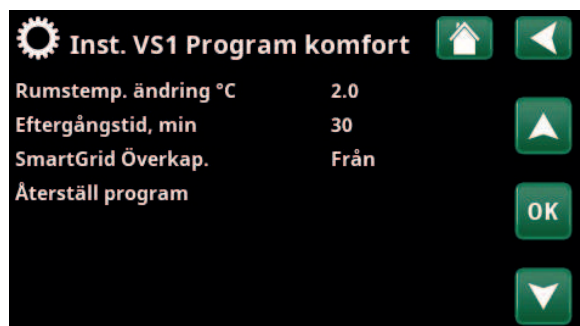 Inst. VS1 Program komfort
Rumstemp. ändring °C 2.0
Eftergångstid, min 30
SmartGrid Överkap. Från
Återställ program
OK